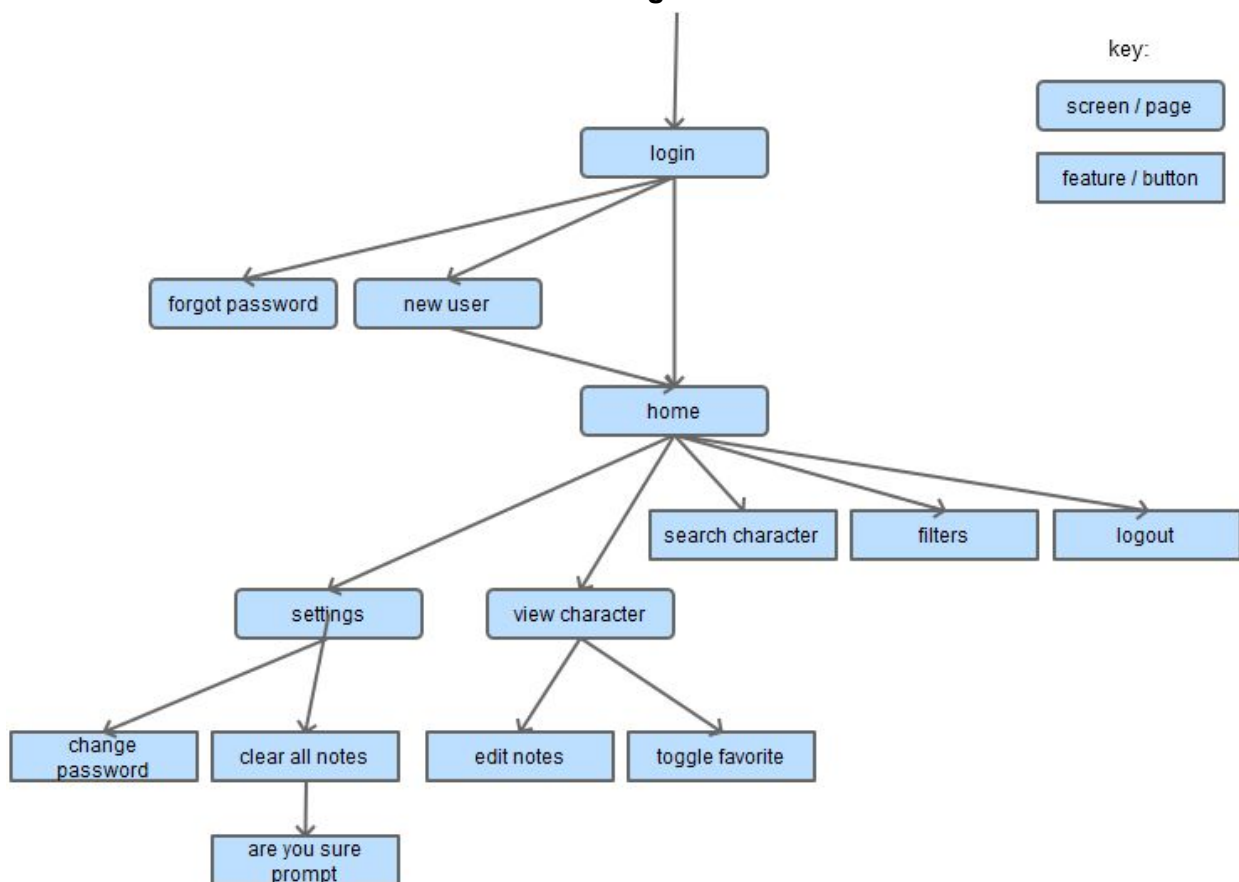 key:
screen / page
login
feature / button
forgot password
new user
home
search character
filters
logout
settings
view character
change
password
clear all notes
edit notes
toggle favorite
are you sure
prompt